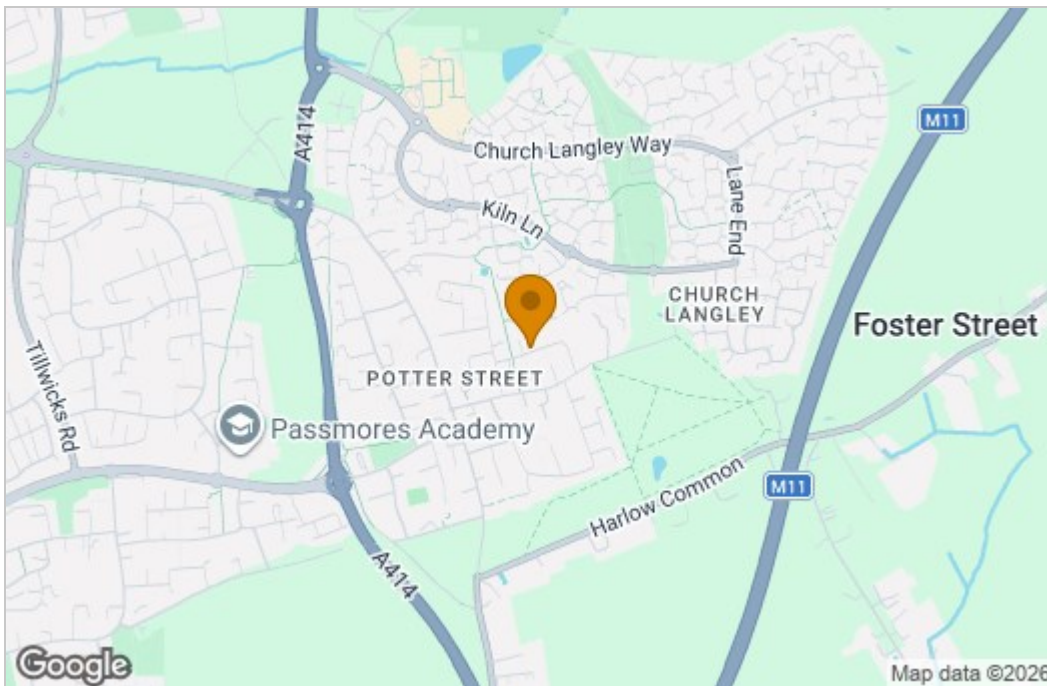 M11
A414
Church Langley Way
Lane End
Kiln Ln
CHURCH
LANGLEY
Foster Street
Tillwicks Rd
POTTER STREET
Passmores Academy
Harlow Common
M11
A414
Google
Map data ©2026